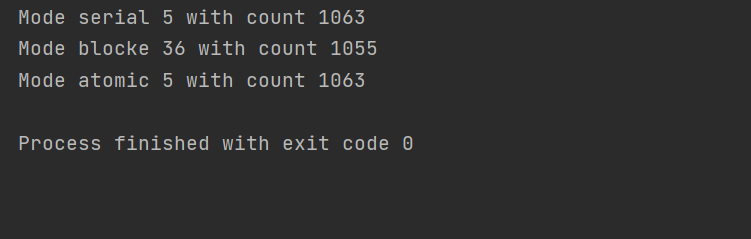 Mode serial 5 with count 1063
Mode blocke 36 with count 1055
Mode atomic 5 with count 1063
Process finished with exit code 0